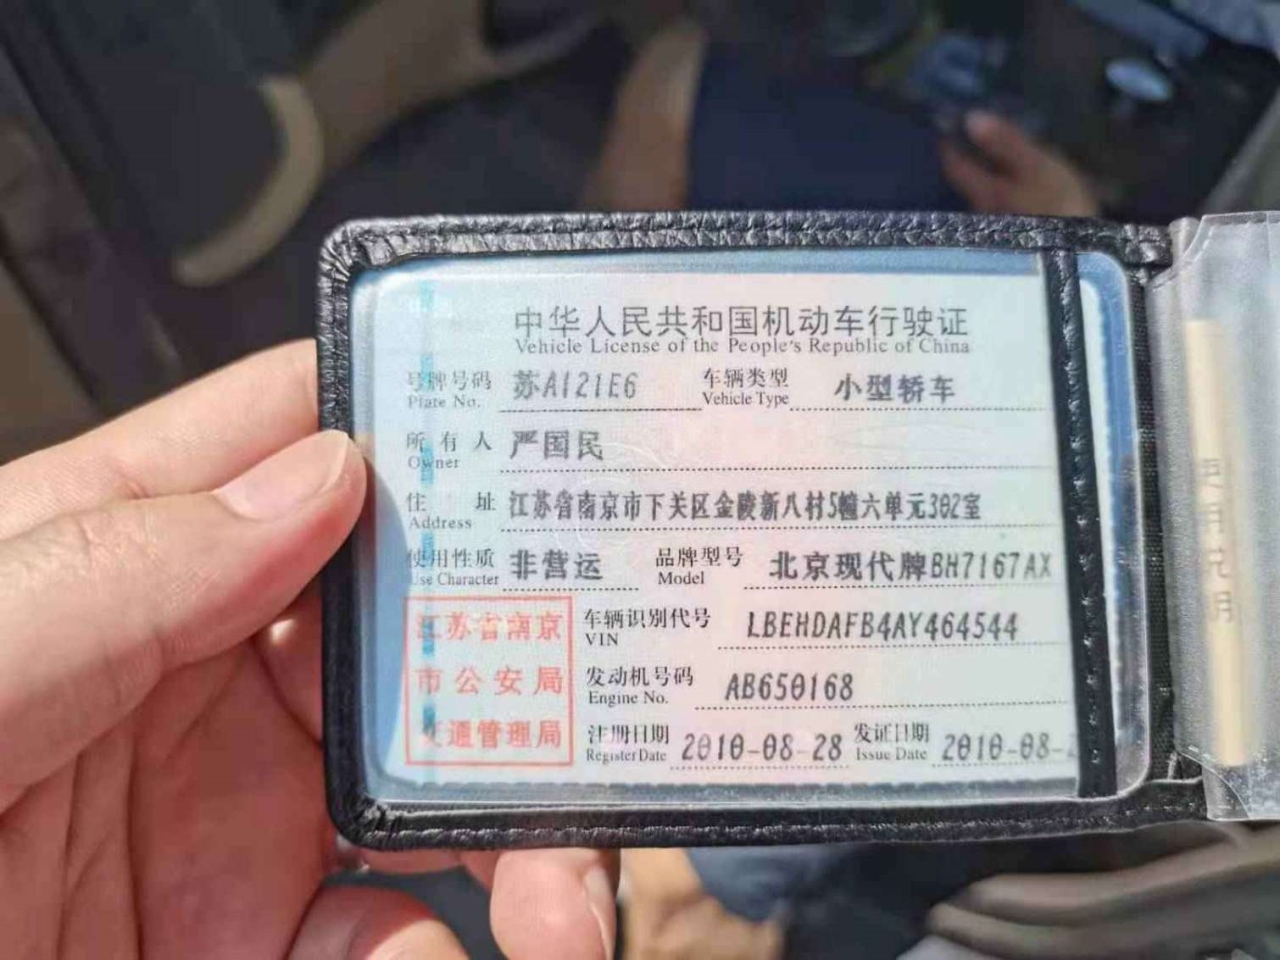 中华人民共和国机动车行驶证
Vehicle License of the People's Republic of China
号牌号码 苏A121E6 车辆类型 小型轿车
Plate No. Vehicle Type
所有人 严国民
Owner
住址 江苏省南京市下关区金陵新八村5幢六单元302室
Address
使用性质 非营运 品牌型号 北京现代牌BH7167AX
Use Character Model
江苏省南京
市公安局
交通管理局
车辆识别代号 LBEHDAFB4AY464544
VIN
发动机号码 AB650168
Engine No.
注册日期 2010-08-28 发证日期 2010-08-
Register Date Issue Date